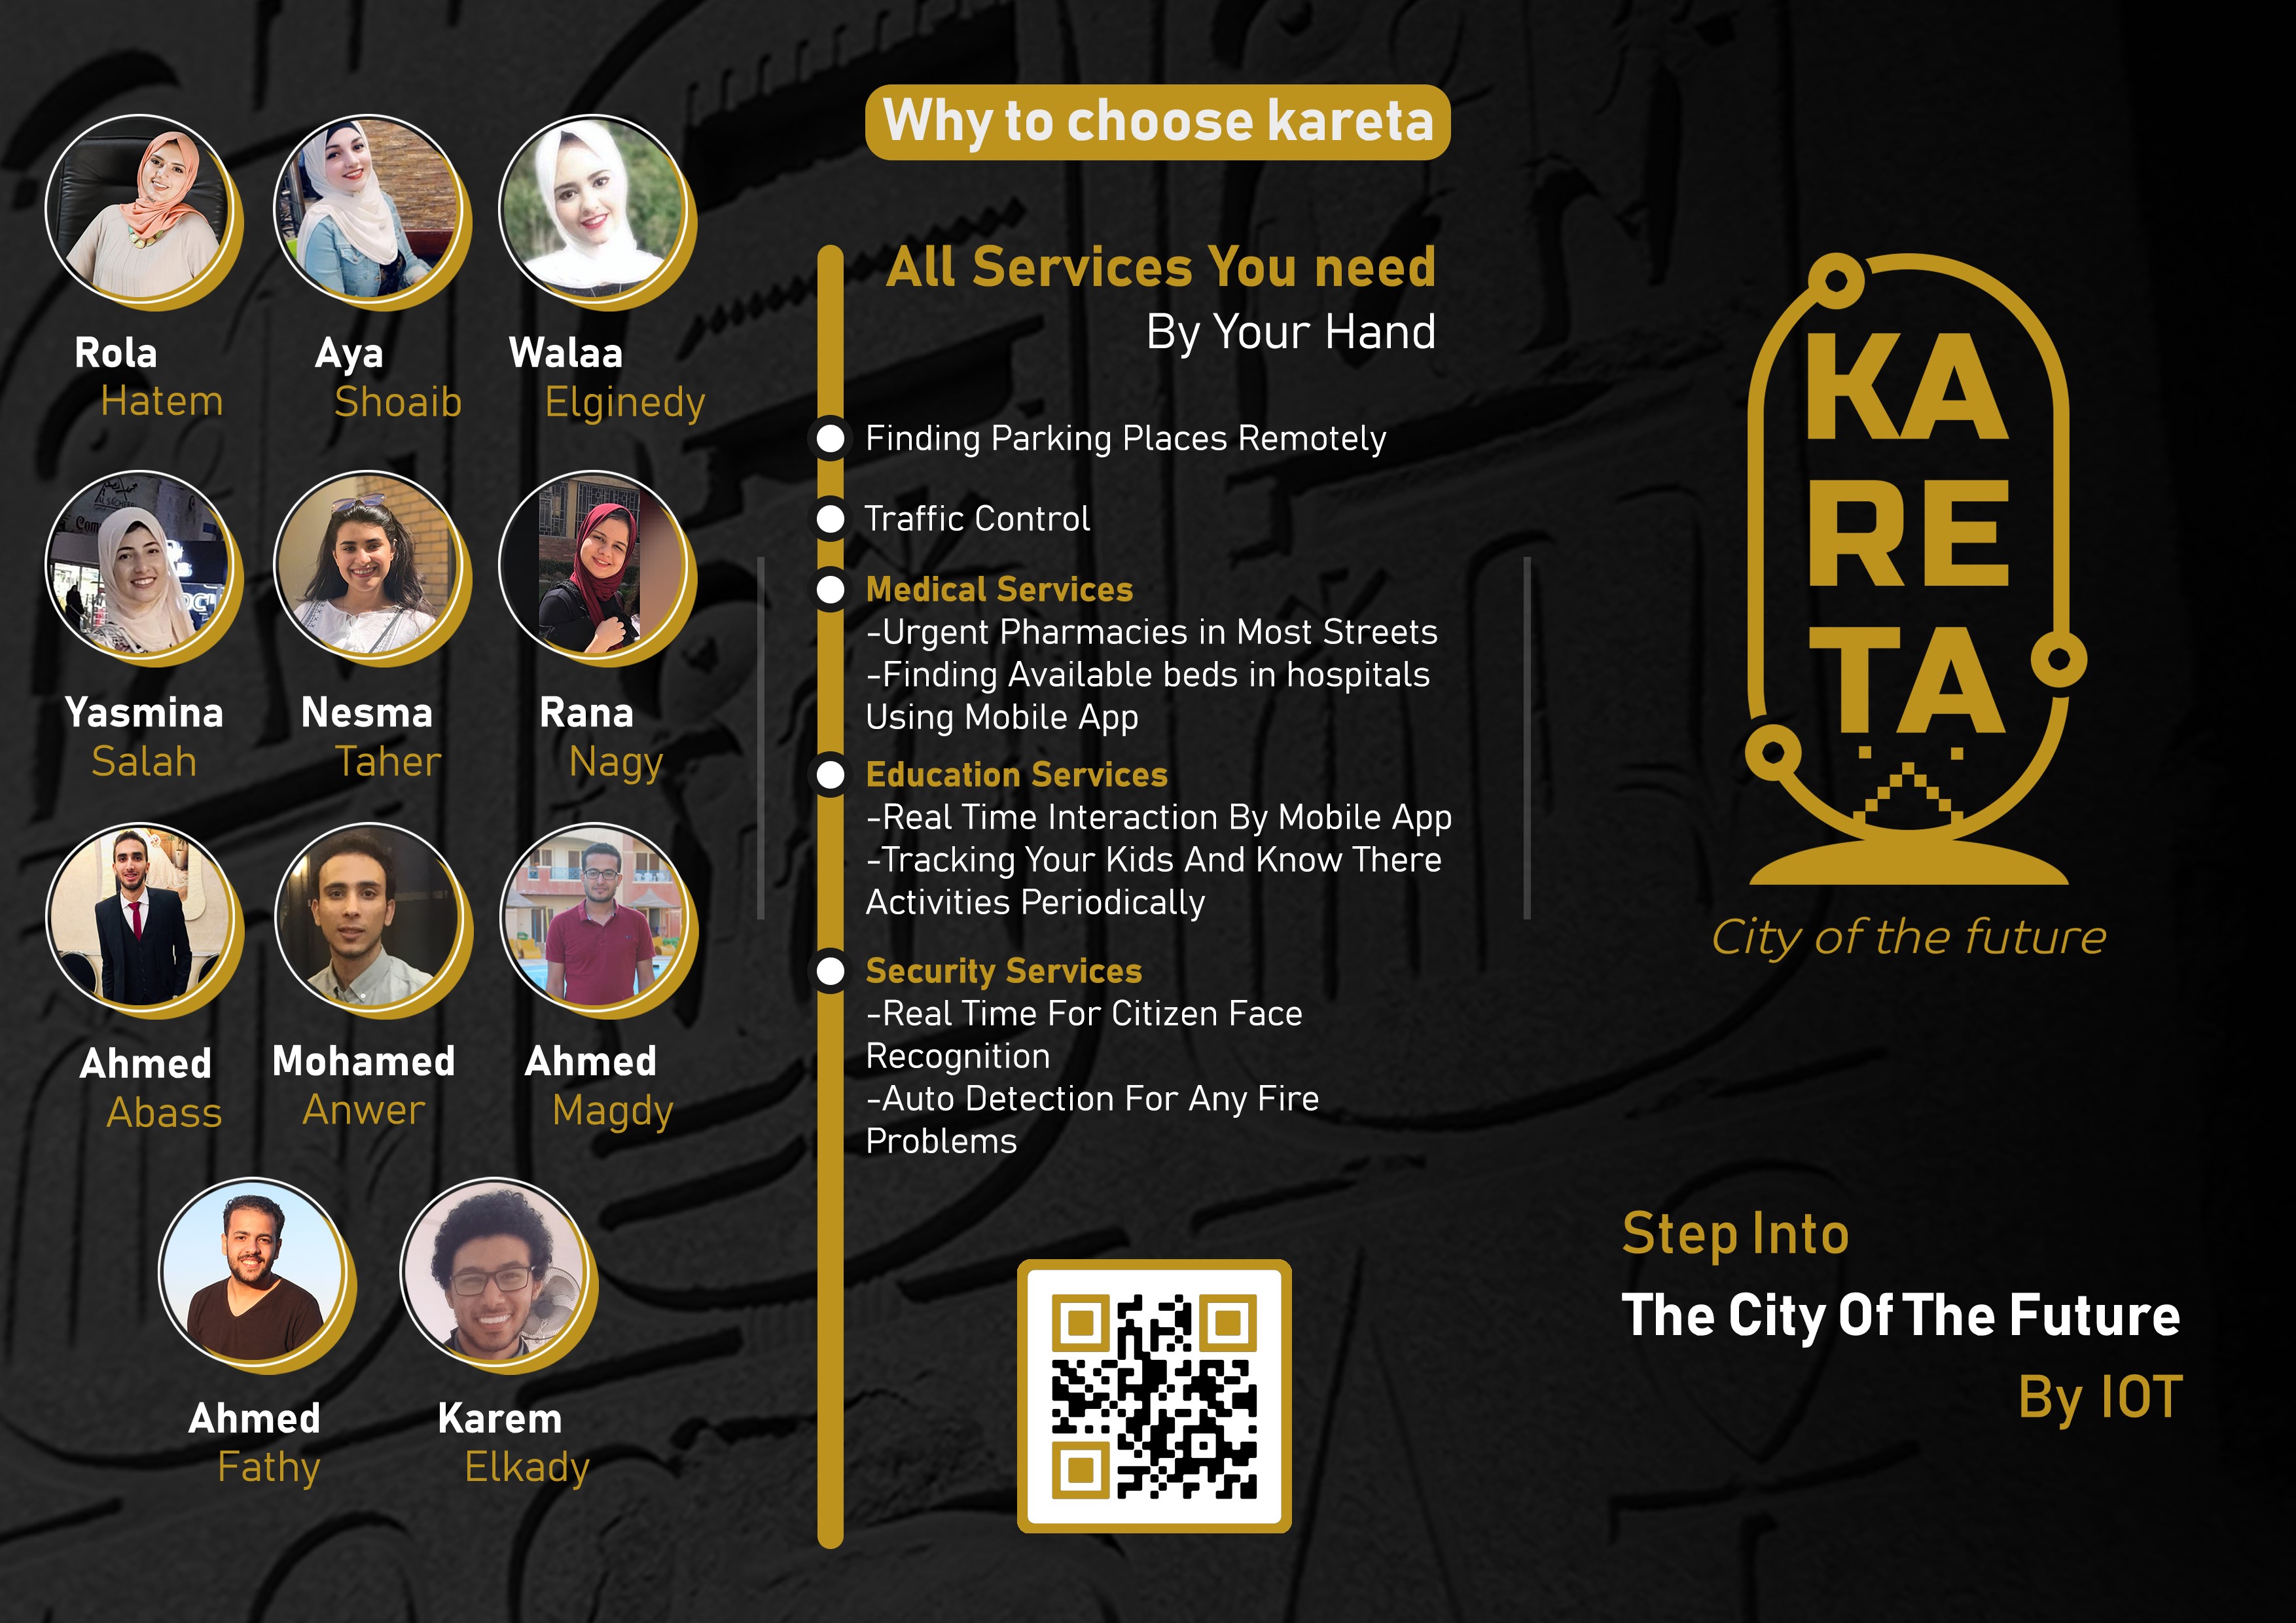 Rola
Hatem
Aya
Shoaib
Walaa
Elginedy
Yasmina
Salah
Nesma
Taher
Rana
Nagy
Ahmed
Abass
Mohamed
Anwer
Ahmed
Magdy
Ahmed
Fathy
Karem
Elkady
Why to choose kareta
All Services You need
By Your Hand
Finding Parking Places Remotely
Traffic Control
Medical Services
-Urgent Pharmacies in Most Streets
-Finding Available beds in hospitals
Using Mobile App
Education Services
-Real Time Interaction By Mobile App
-Tracking Your Kids And Know There
Activities Periodically
Security Services
-Real Time For Citizen Face
Recognition
-Auto Detection For Any Fire
Problems
KA
RE
TA
City of the future
Step Into
The City Of The Future
By IOT